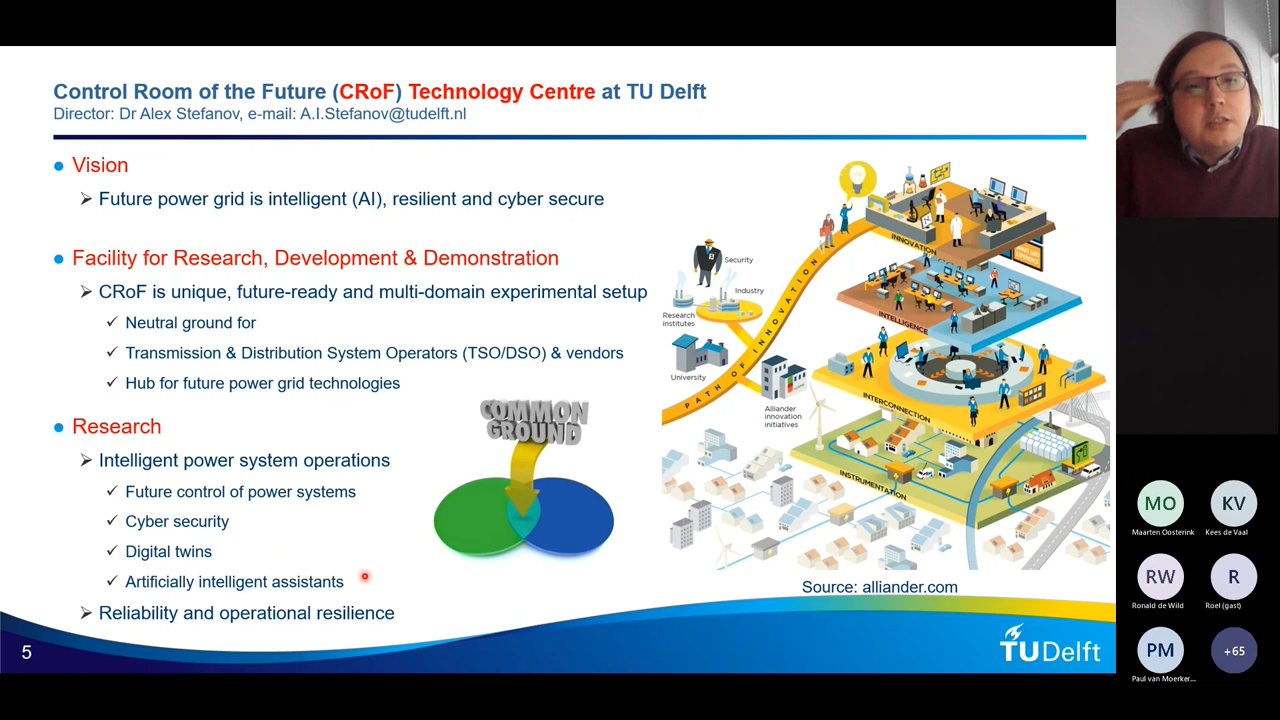 Control Room of the Future (CRoF) Technology Centre at TU Delft
Director: Dr Alex Stefanov, e-mail: A.I.Stefanov@tudelft.nl
Vision
Future power grid is intelligent (AI), resilient and cyber secure
Facility for Research, Development & Demonstration
CRoF is unique, future-ready and multi-domain experimental setup
Neutral ground for
Transmission & Distribution System Operators (TSO/DSO) & vendors
Hub for future power grid technologies
Research
Intelligent power system operations
Future control of power systems
Cyber security
Digital twins
Artificially intelligent assistants
Reliability and operational resilience
COMMON
GROUND
Security
Industry
Research
institutes
University
Alliander
innovation
initiatives
PATH OF INNOVATION
INNOVATION
INTELLIGENCE
INTERCONNECTION
INSTRUMENTATION
Source: alliander.com
5
TUDelft
MO
Maarten Oosterink
KV
Kees de Vaal
RW
Ronald de Wild
R
Roel (gast)
PM
Paul van Moerker...
+65